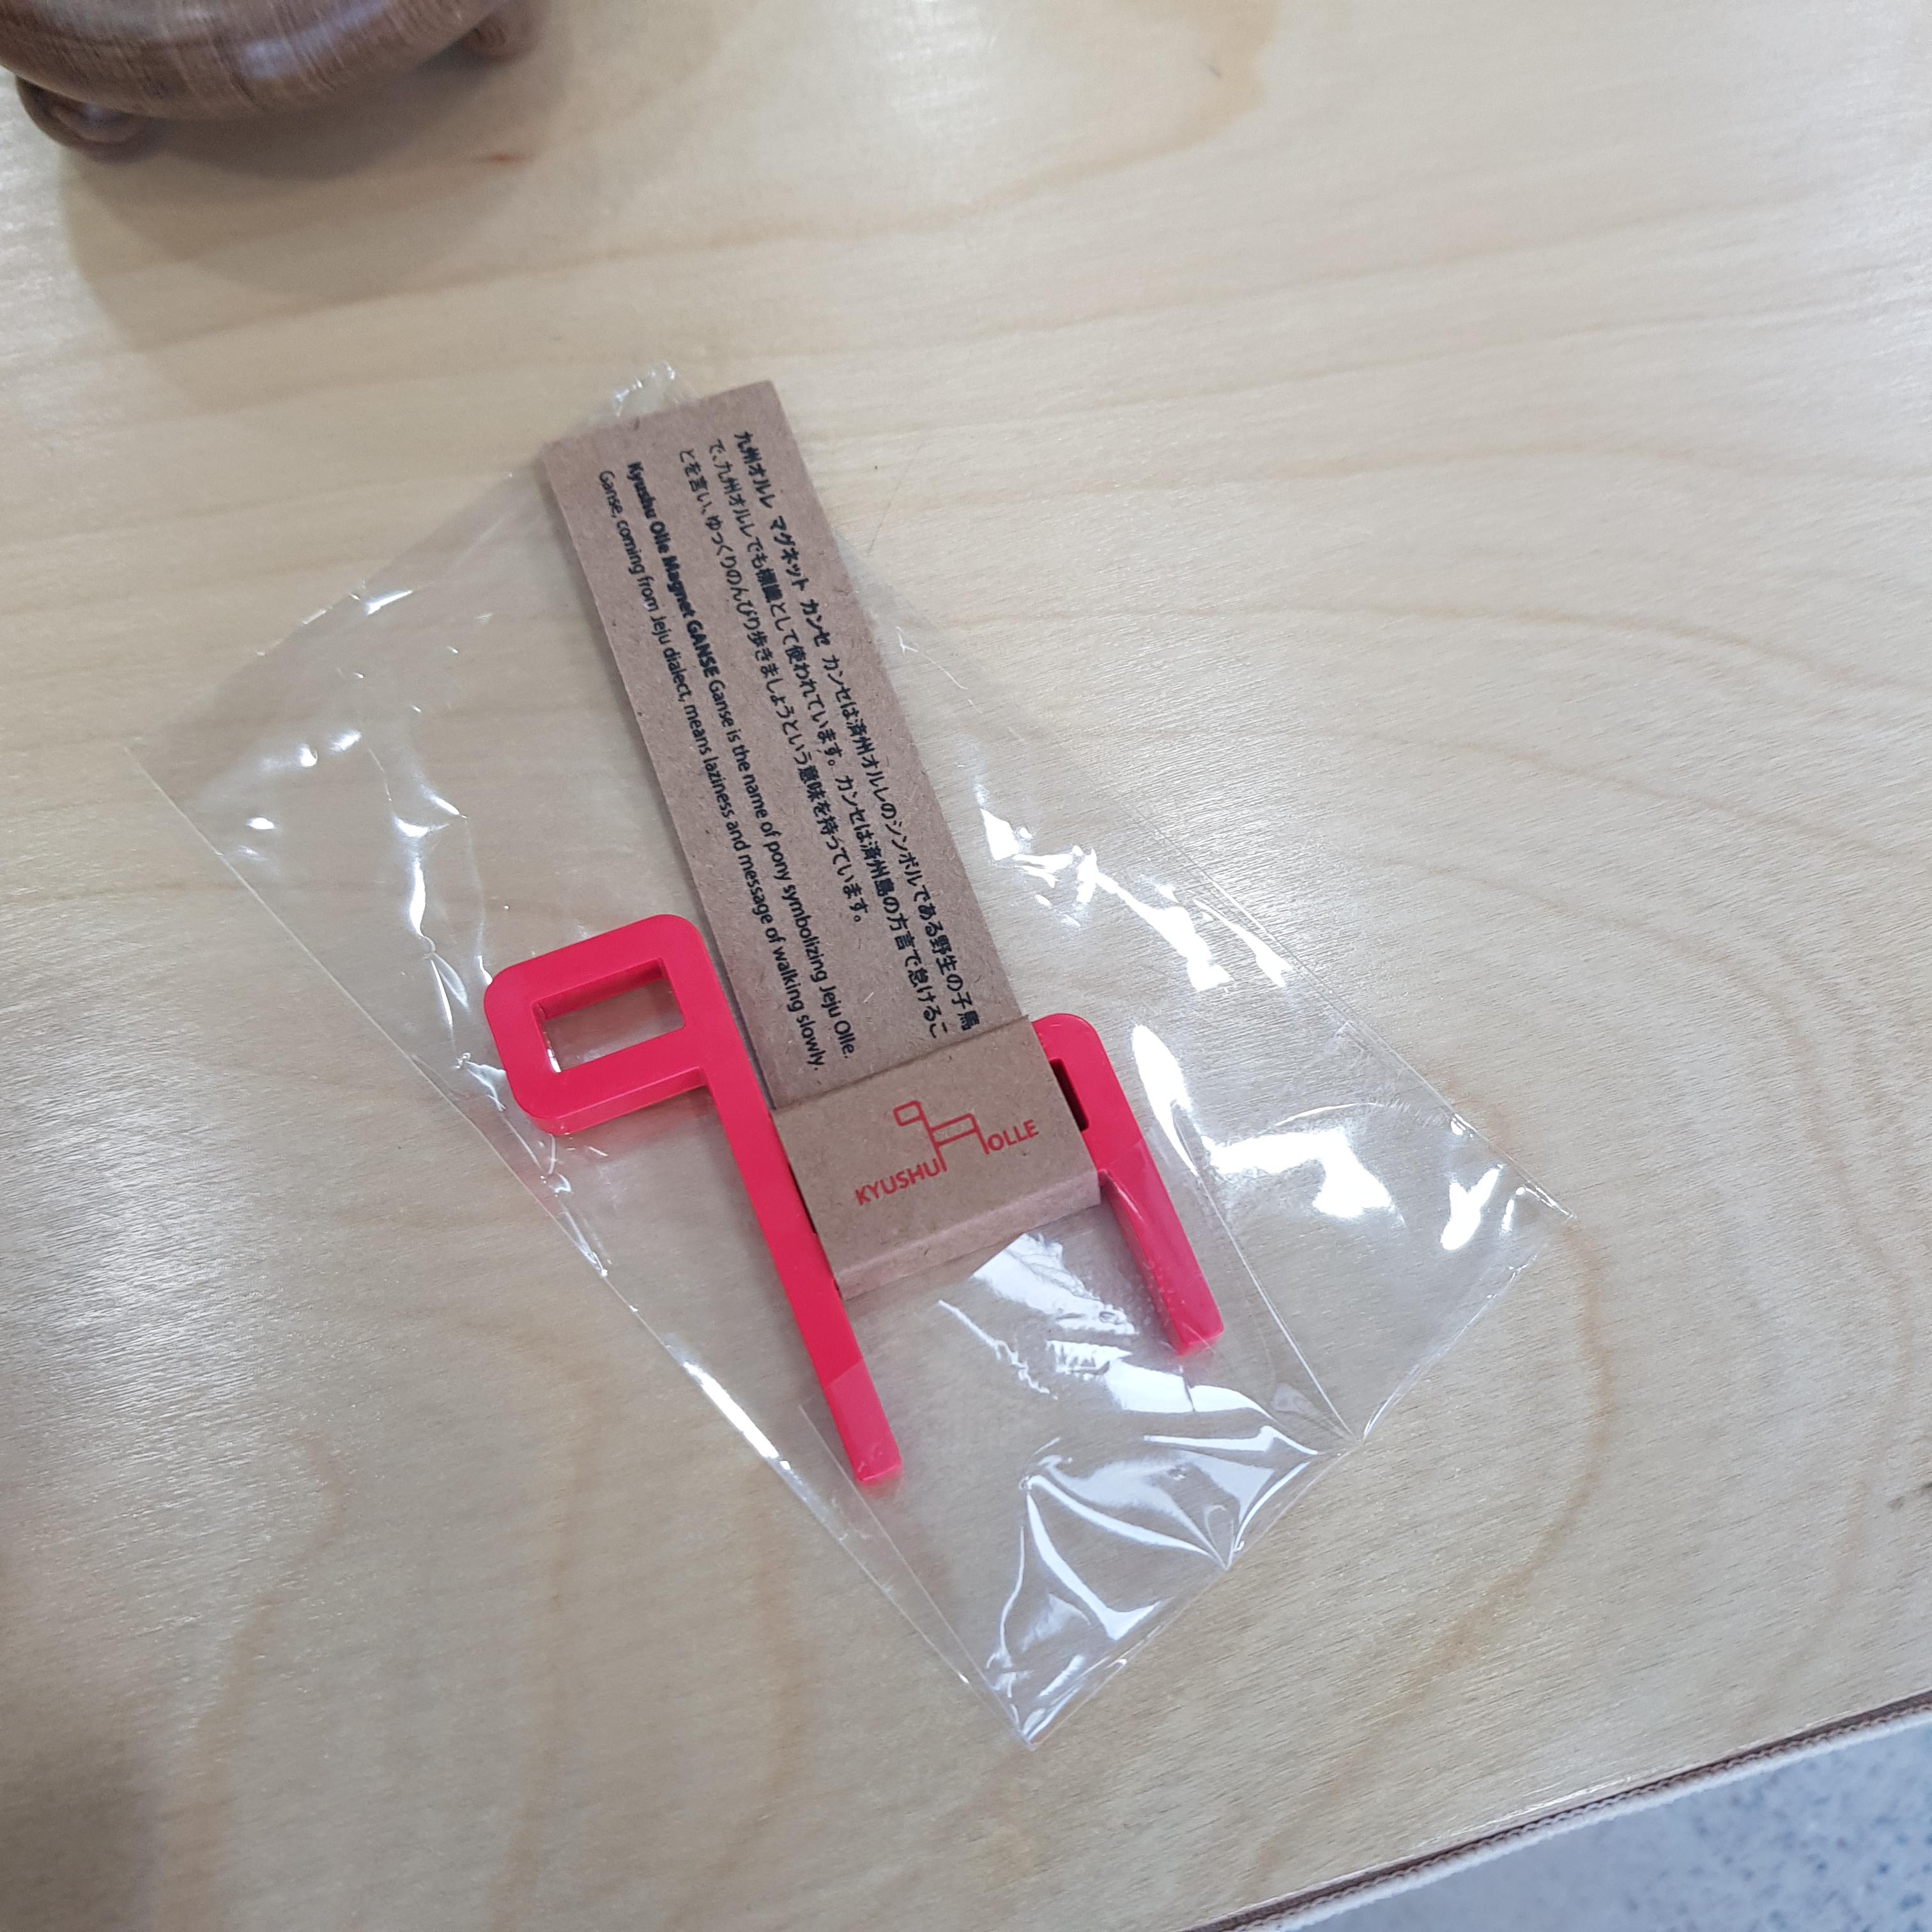 九州オルレ マグネット カンセ カンセは済州オルレのシンボルである野生の子馬
で、九州オルレでも標識として使われています。カンセは済州島の方言で怠けるこ
とを言い、ゆっくりのんびり歩きましょうという意味を持っています。
Kyushu Olle Magnet GANSE Ganse is the name of pony symbolizing Jeju Olle.
Ganse, coming from Jeju dialect, means laziness and message of walking slowly.
KYUSHU OLLE